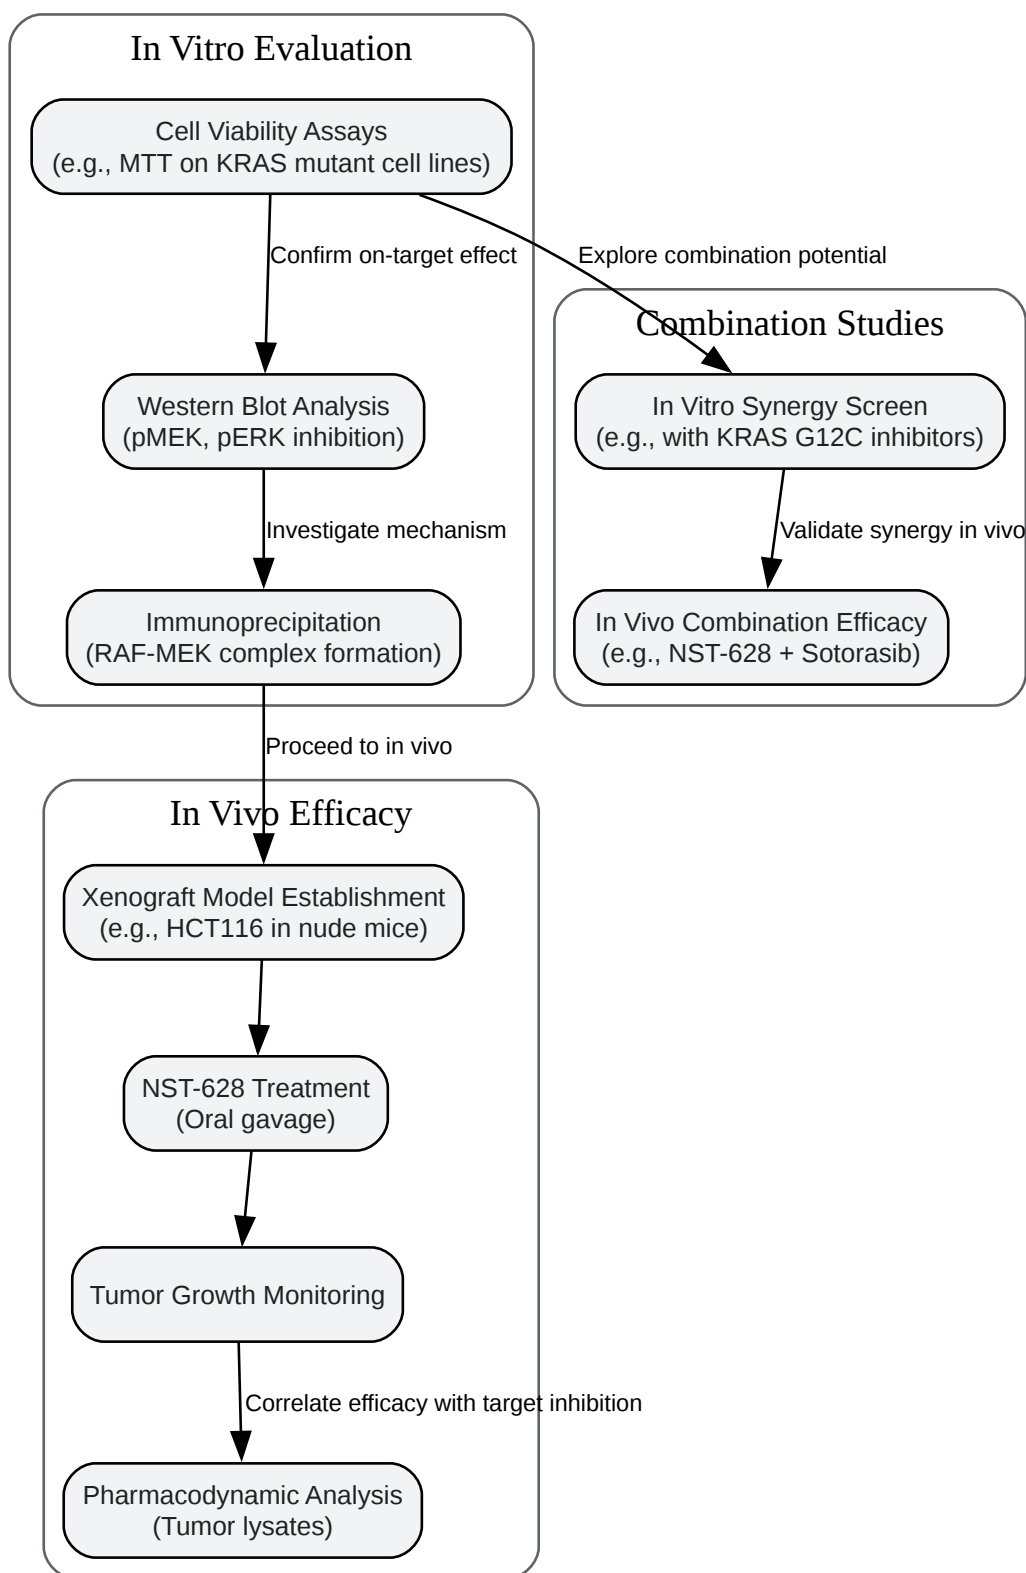 In Vitro Evaluation
Cell Viability Assays
(e.g., MTT on KRAS mutant cell lines)
Confirm on-target effect
Explore combination potential
Western Blot Analysis
(pMEK, pERK inhibition)
Investigate mechanism
Immunoprecipitation
(RAF-MEK complex formation)
Combination Studies
In Vitro Synergy Screen
(e.g., with KRAS G12C inhibitors)
Validate synergy in vivo
In Vivo Combination Efficacy
(e.g., NST-628 + Sotorasib)
Proceed to in vivo
In Vivo Efficacy
Xenograft Model Establishment
(e.g., HCT116 in nude mice)
NST-628 Treatment
(Oral gavage)
Tumor Growth Monitoring
Correlate efficacy with target inhibition
Pharmacodynamic Analysis
(Tumor lysates)